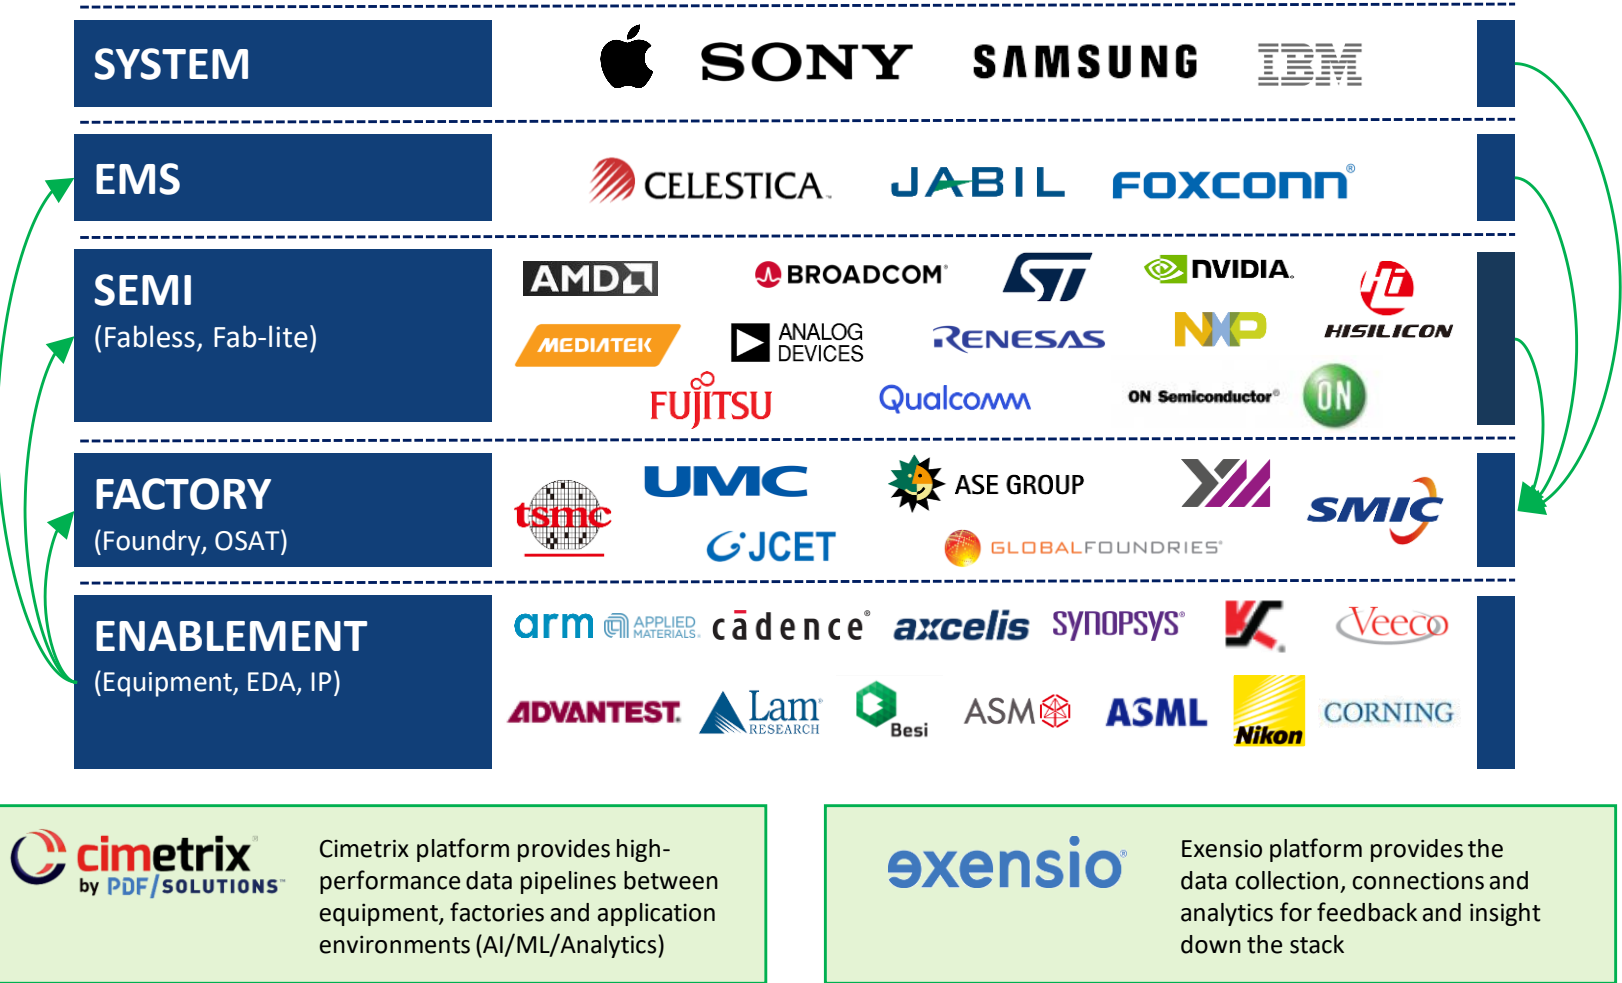 SYSTEM
SONY SAMSUNG IBM
EMS
CELESTICA™ JABIL FOXCONN®
SEMI
(Fabless, Fab-lite)
AMD BROADCOM® ST NVIDIA. Hi
HISILICON
MEDIATEK ANALOG
DEVICES RENESAS NXP
FUJITSU Qualcomm ON Semiconductor® ON
FACTORY
(Foundry, OSAT)
tsmc UMC ASE GROUP SMIC
JCET GLOBALFOUNDRIES®
ENABLEMENT
(Equipment, EDA, IP)
arm APPLIED
MATERIALS® cādence® axcelis SYNOPSYS® K&S® Veeco
ADVANTEST. Lam®
RESEARCH Besi ASM ASML Nikon CORNING
cimetrix®
by PDF/SOLUTIONS™
Cimetrix platform provides high-
performance data pipelines between
equipment, factories and application
environments (AI/ML/Analytics)
exensio®
Exensio platform provides the
data collection, connections and
analytics for feedback and insight
down the stack